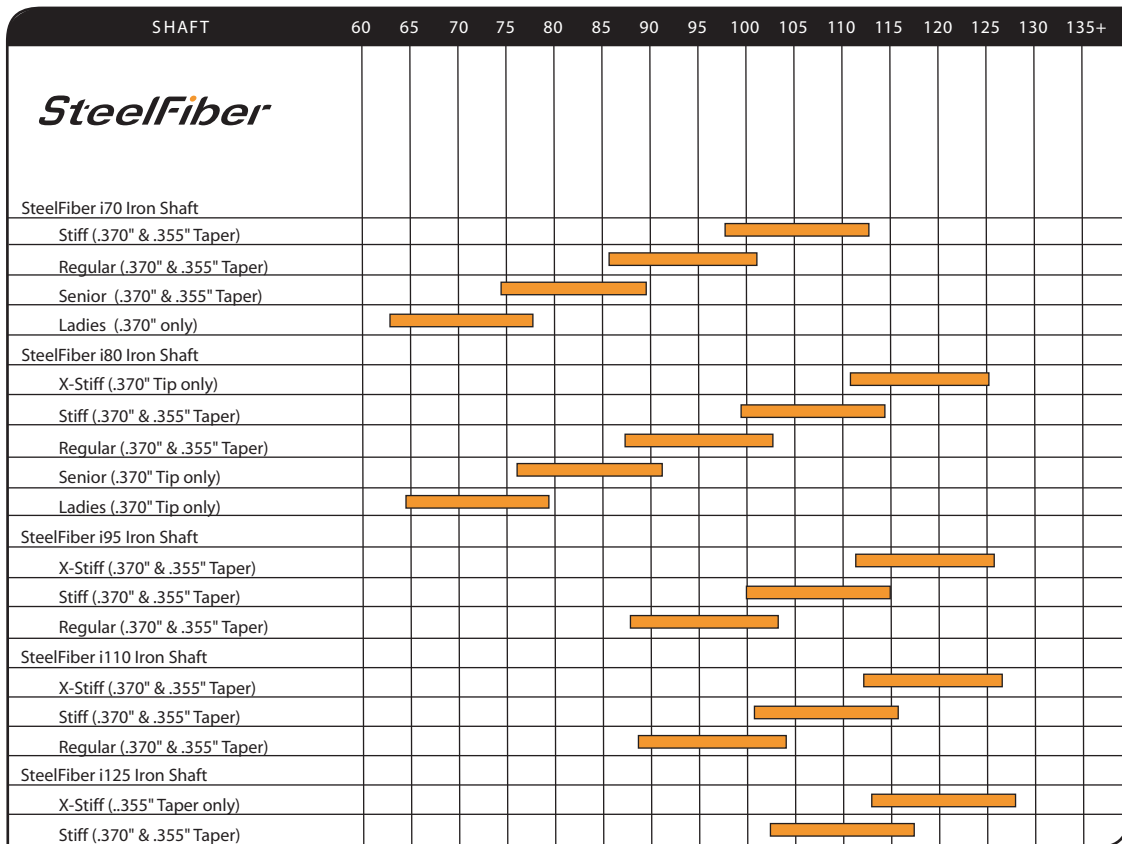 SHAFT 60 65 70 75 80 85 90 95 100 105 110 115 120 125 130 135+
SteelFiber
SteelFiber i70 Iron Shaft
Stiff (.370" & .355" Taper)
Regular (.370" & .355" Taper)
Senior (.370" & .355" Taper)
Ladies (.370" only)
SteelFiber i80 Iron Shaft
X-Stiff (.370" Tip only)
Stiff (.370" & .355" Taper)
Regular (.370" & .355" Taper)
Senior (.370" Tip only)
Ladies (.370" Tip only)
SteelFiber i95 Iron Shaft
X-Stiff (.370" & .355" Taper)
Stiff (.370" & .355" Taper)
Regular (.370" & .355" Taper)
SteelFiber i110 Iron Shaft
X-Stiff (.370" & .355" Taper)
Stiff (.370" & .355" Taper)
Regular (.370" & .355" Taper)
SteelFiber i125 Iron Shaft
X-Stiff (..355" Taper only)
Stiff (.370" & .355" Taper)